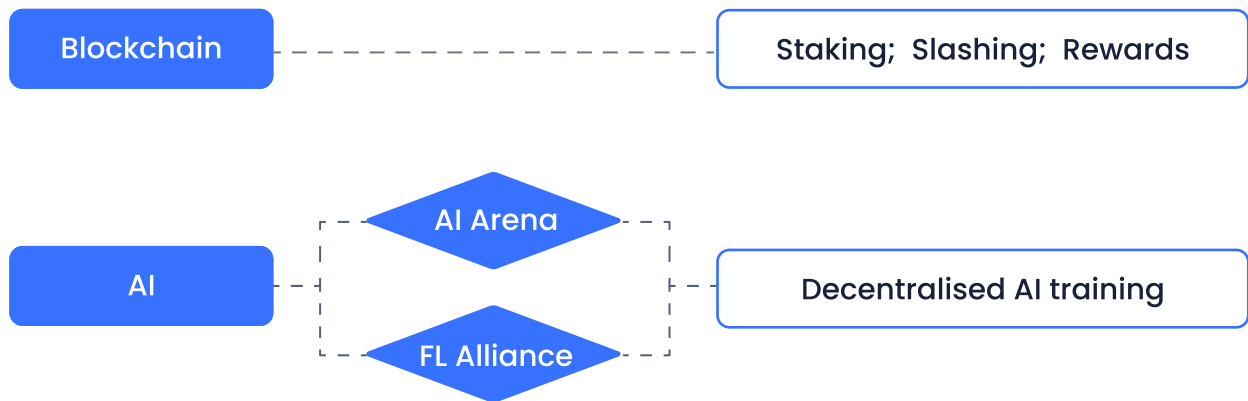 Blockchain
Staking; Slashing; Rewards
AI Arena
AI
Decentralised AI training
FL Alliance